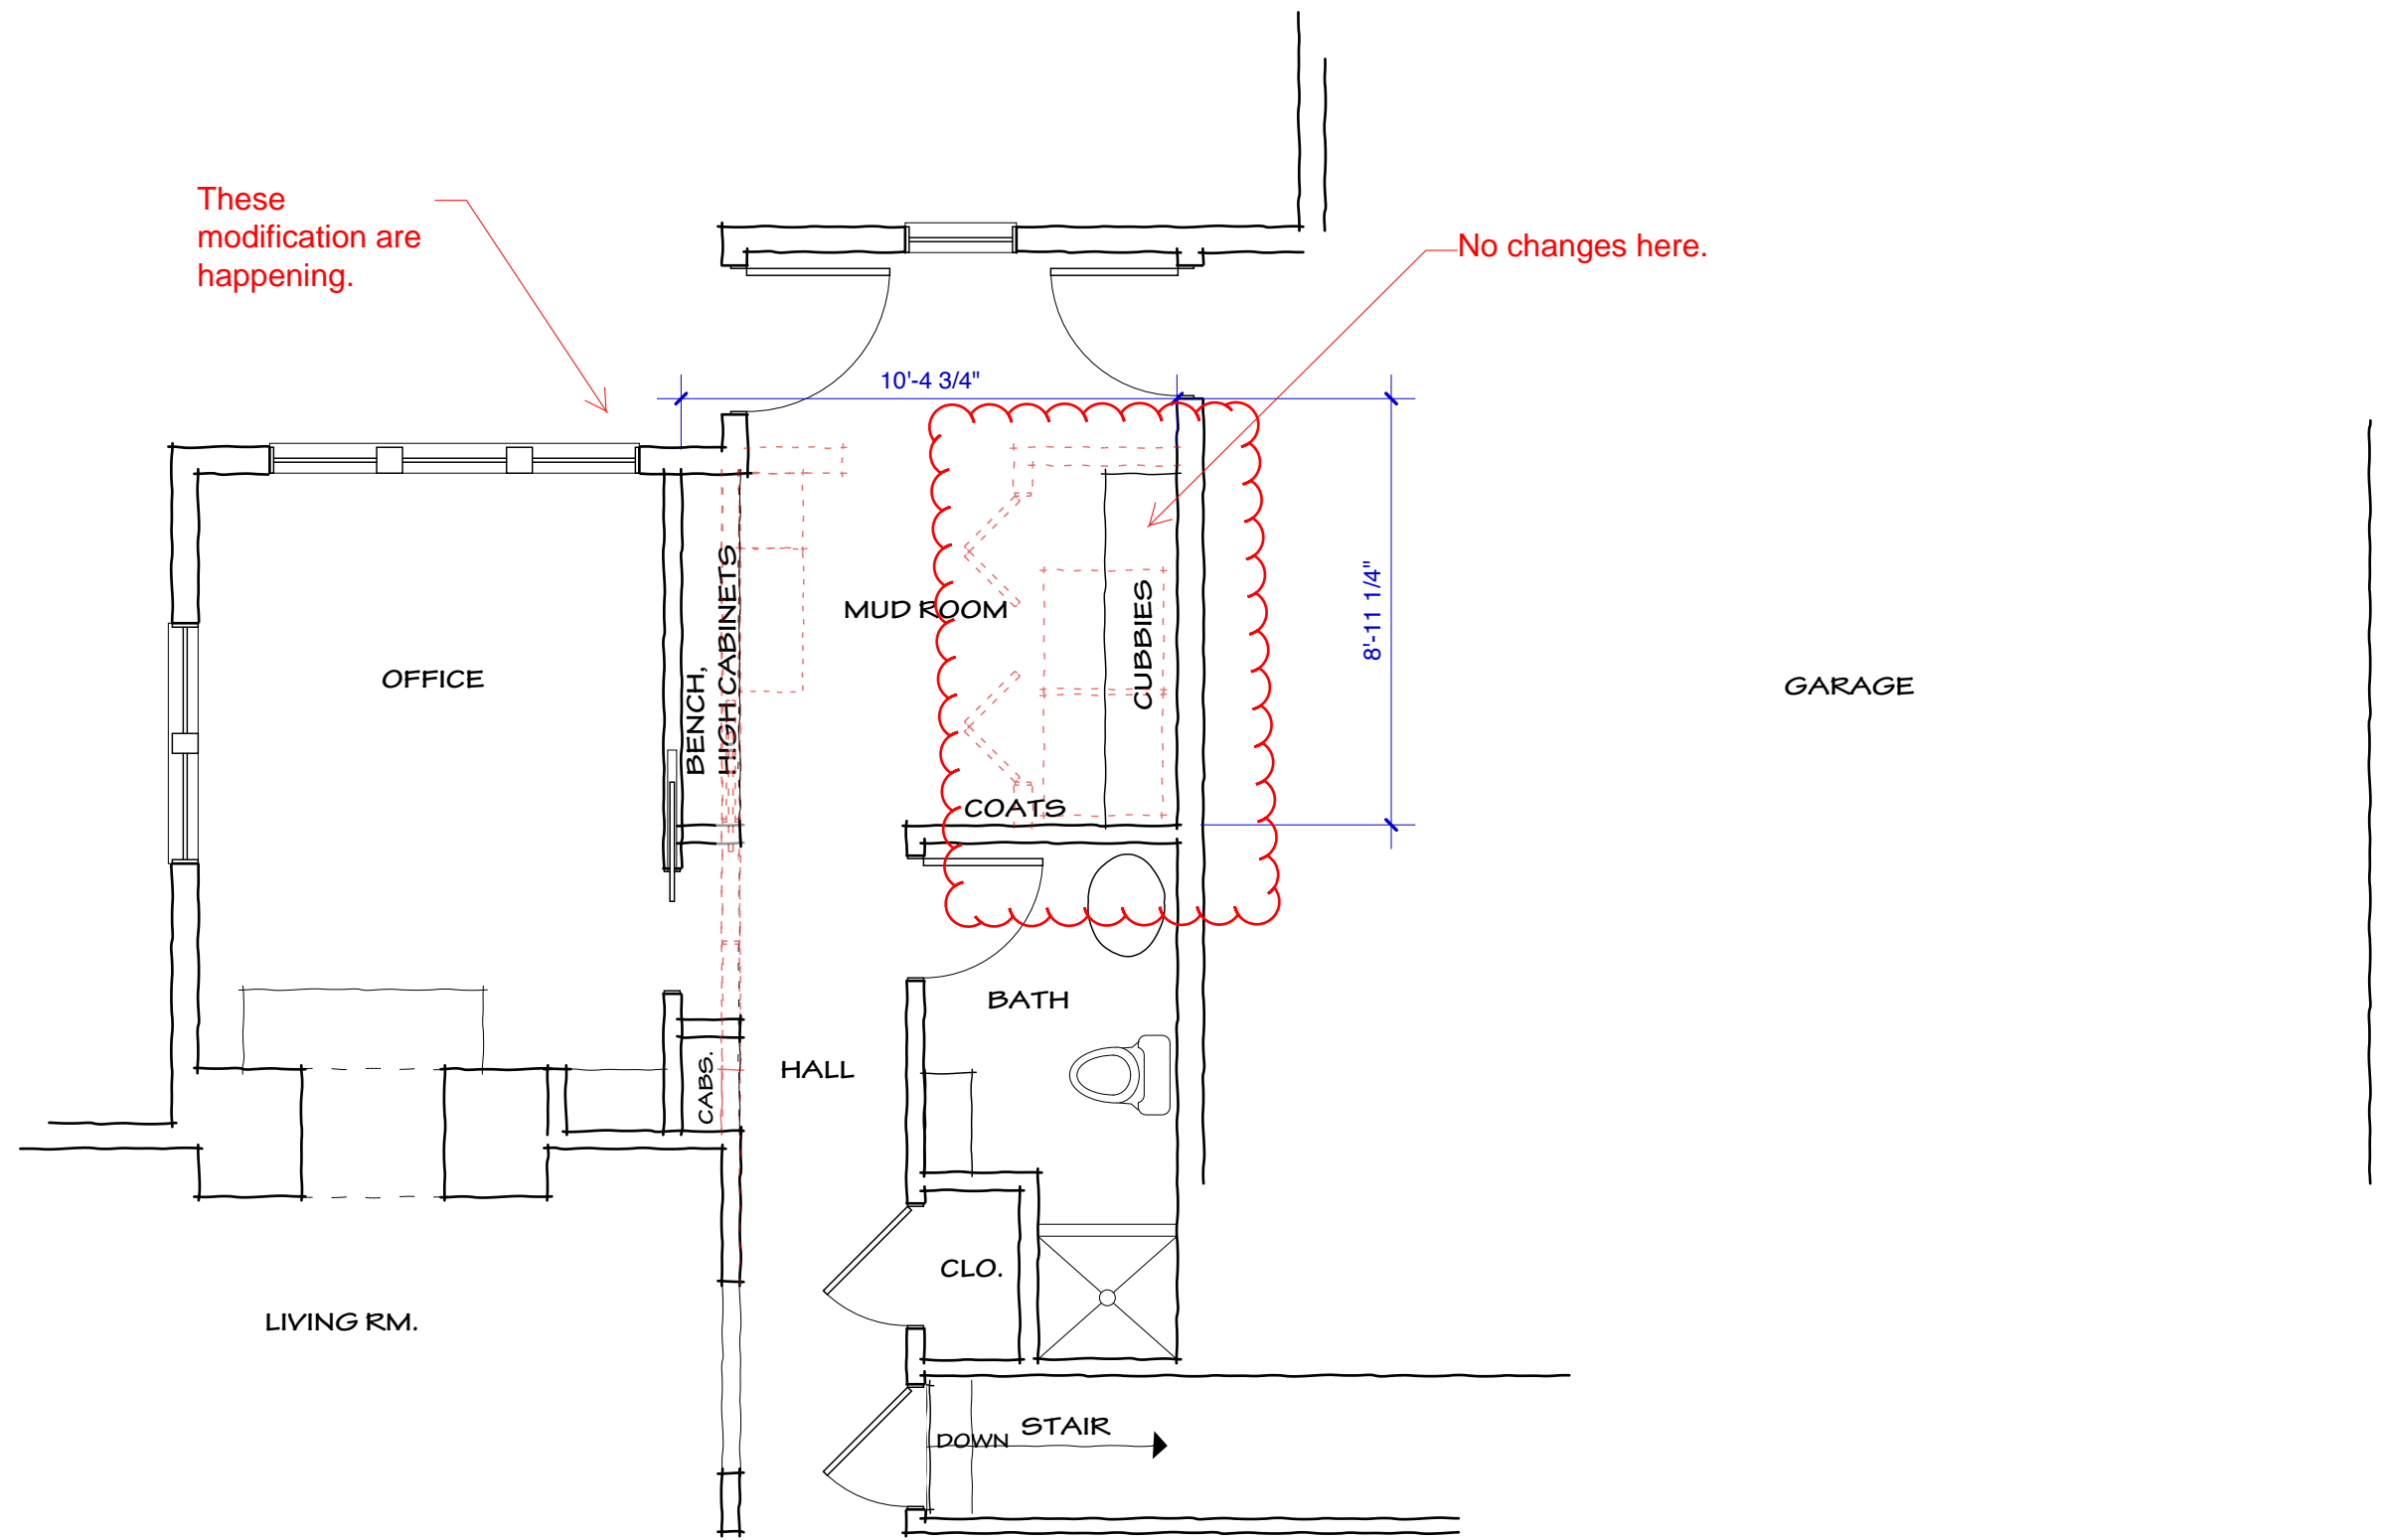 These
modification are
happening.
No changes here.
10'-4 3/4"
8'-11 1/4"
MUD ROOM
OFFICE
BENCH,
HIGH CABINETS
CUBBIES
GARAGE
COATS
BATH
HALL
CABS.
CLO.
LIVING RM.
STAIR
DOWN